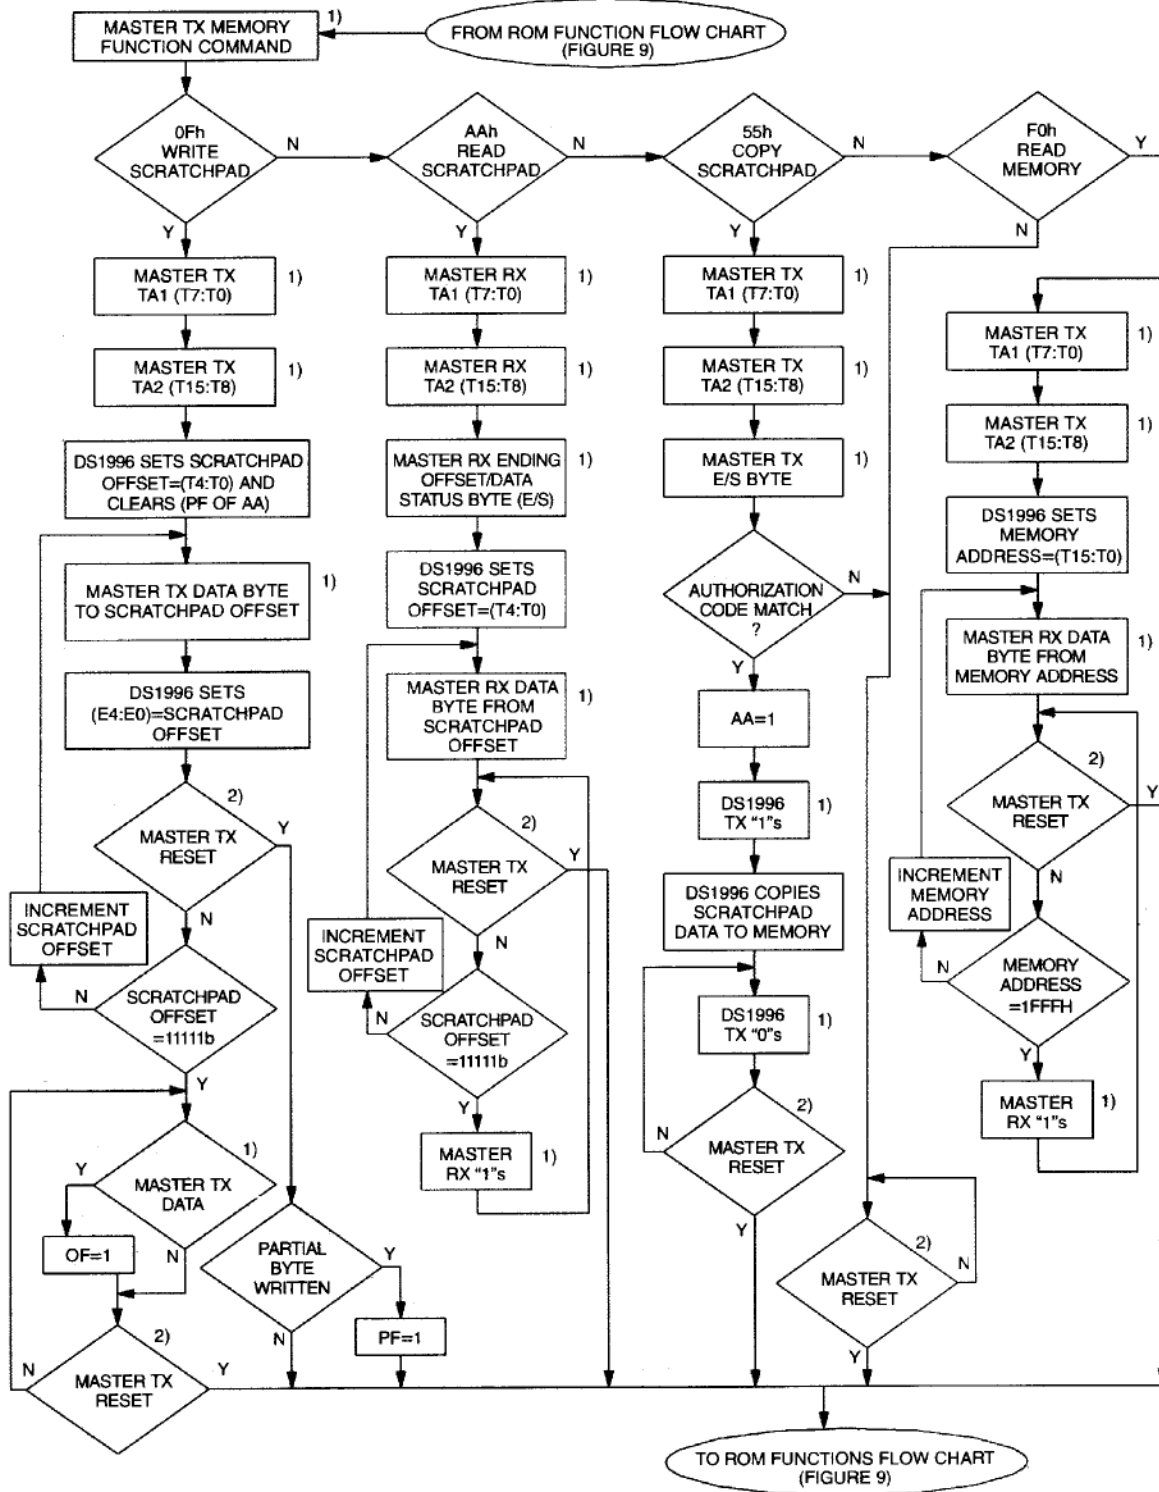 MASTER TX MEMORY
FUNCTION COMMAND
1)
FROM ROM FUNCTION FLOW CHART
(FIGURE 9)
0Fh
WRITE
SCRATCHPAD
N
Y
AAh
READ
SCRATCHPAD
N
Y
55h
COPY
SCRATCHPAD
N
Y
F0h
READ
MEMORY
Y
N
MASTER TX
TA1 (T7:T0)
1)
MASTER TX
TA2 (T15:T8)
1)
DS1996 SETS SCRATCHPAD
OFFSET=(T4:T0) AND
CLEARS (PF OF AA)
MASTER TX DATA BYTE
TO SCRATCHPAD OFFSET
1)
DS1996 SETS
(E4:E0)=SCRATCHPAD
OFFSET
2)
MASTER TX
RESET
Y
N
INCREMENT
SCRATCHPAD
OFFSET
N
SCRATCHPAD
OFFSET
=11111b
Y
1)
Y
MASTER TX
DATA
OF=1
N
2)
N
MASTER TX
RESET
Y
PARTIAL
BYTE
WRITTEN
Y
N
PF=1
MASTER RX
TA1 (T7:T0)
1)
MASTER RX
TA2 (T15:T8)
1)
MASTER RX ENDING
OFFSET/DATA
STATUS BYTE (E/S)
1)
DS1996 SETS
SCRATCHPAD
OFFSET=(T4:T0)
MASTER RX DATA
BYTE FROM
SCRATCHPAD
OFFSET
1)
2)
MASTER TX
RESET
Y
N
INCREMENT
SCRATCHPAD
OFFSET
N
SCRATCHPAD
OFFSET
=11111b
Y
MASTER
RX "1"s
1)
MASTER TX
TA1 (T7:T0)
1)
MASTER TX
TA2 (T15:T8)
1)
MASTER TX
E/S BYTE
1)
AUTHORIZATION
CODE MATCH
?
N
Y
AA=1
DS1996
TX "1"s
1)
DS1996 COPIES
SCRATCHPAD
DATA TO MEMORY
DS1996
TX "0"s
1)
2)
N
MASTER TX
RESET
Y
2)
MASTER TX
RESET
N
Y
MASTER TX
TA1 (T7:T0)
1)
MASTER TX
TA2 (T15:T8)
1)
DS1996 SETS
MEMORY
ADDRESS=(T15:T0)
MASTER RX DATA
BYTE FROM
MEMORY ADDRESS
1)
2)
MASTER TX
RESET
Y
N
INCREMENT
MEMORY
ADDRESS
N
MEMORY
ADDRESS
=1FFFH
Y
MASTER
RX "1"s
1)
TO ROM FUNCTIONS FLOW CHART
(FIGURE 9)